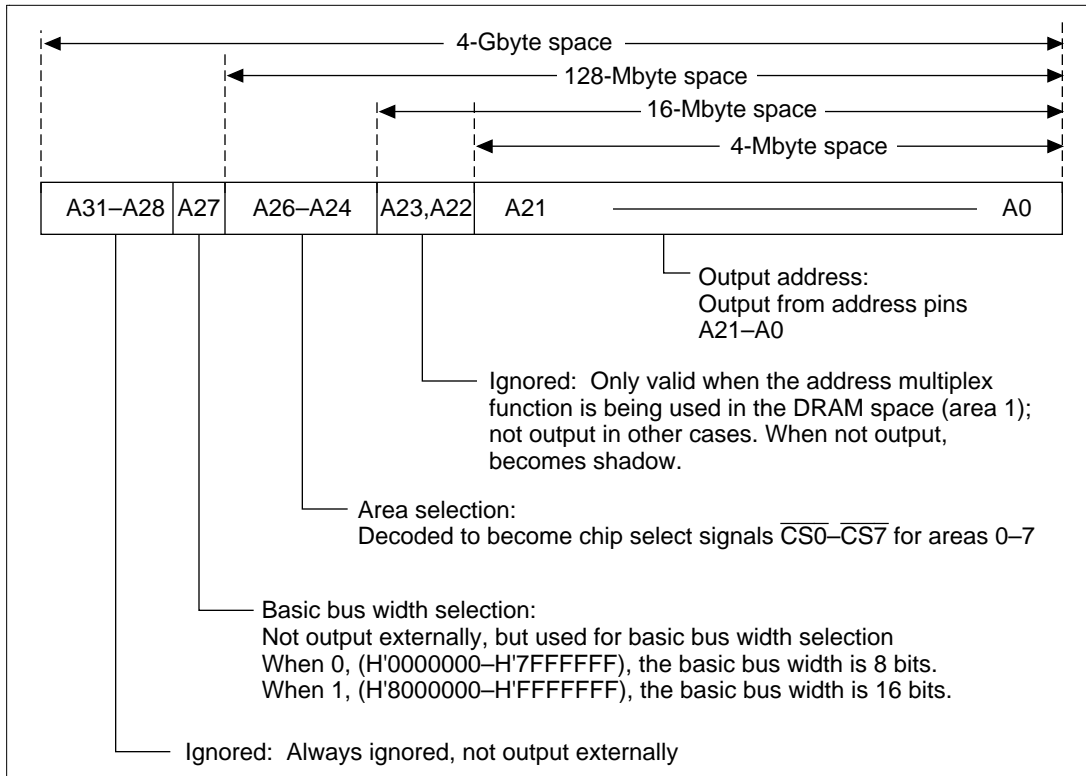 4-Gbyte space
128-Mbyte space
16-Mbyte space
4-Mbyte space
A31–A28 A27 A26–A24 A23,A22 A21 A0
Output address:
Output from address pins
A21–A0
Ignored: Only valid when the address multiplex
function is being used in the DRAM space (area 1);
not output in other cases. When not output,
becomes shadow.
Area selection:
Decoded to become chip select signals C̅S̅0̅–C̅S̅7̅ for areas 0–7
Basic bus width selection:
Not output externally, but used for basic bus width selection
When 0, (H'0000000–H'7FFFFFF), the basic bus width is 8 bits.
When 1, (H'8000000–H'FFFFFFF), the basic bus width is 16 bits.
Ignored: Always ignored, not output externally